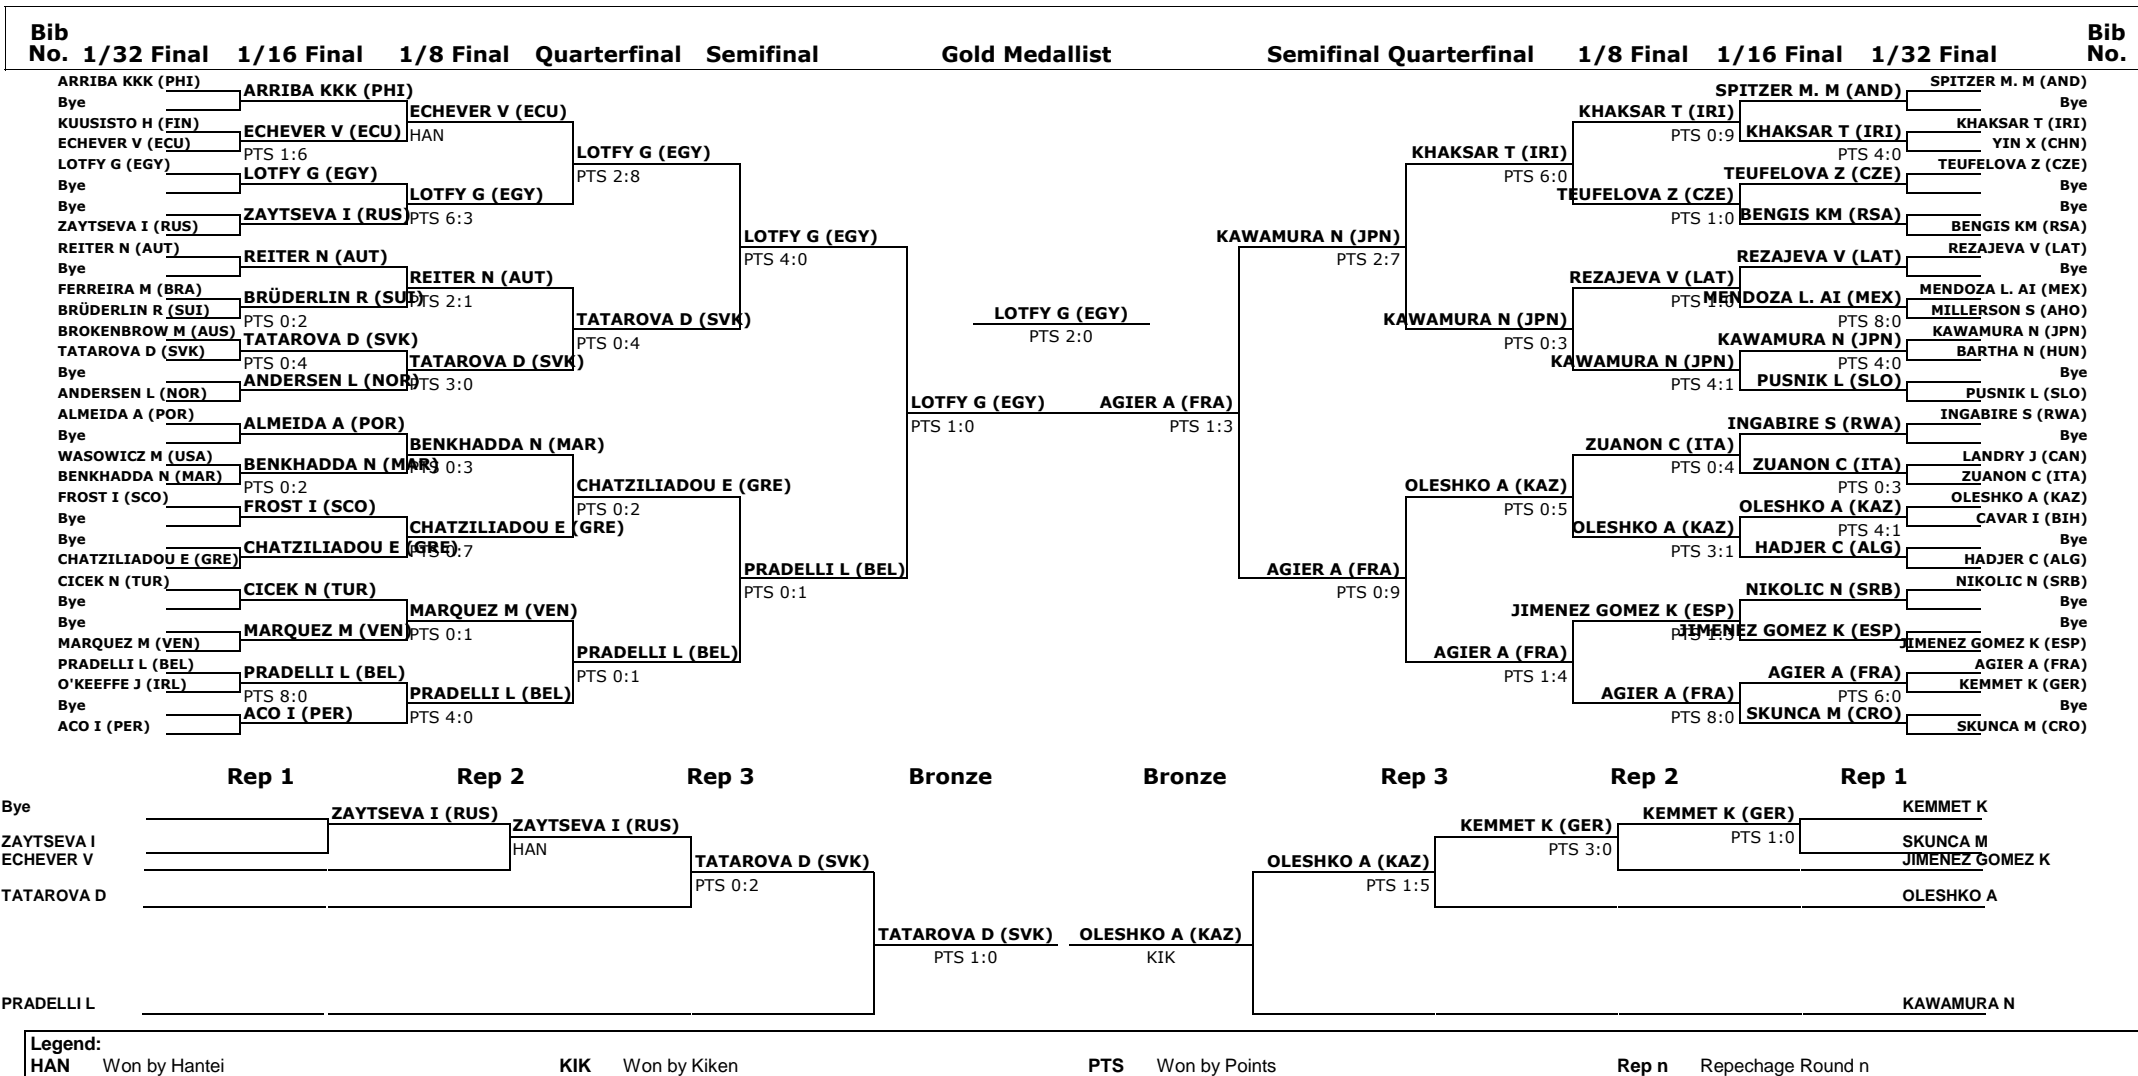 Bib No. 1/32 Final 1/16 Final 1/8 Final Quarterfinal Semifinal Gold Medallist Semifinal Quarterfinal 1/8 Final 1/16 Final 1/32 Final Bib No.
ARRIBA KKK (PHI)
Bye
KUUSISTO H (FIN)
ECHEVER V (ECU)
LOTFY G (EGY)
Bye
Bye
ZAYTSEVA I (RUS)
REITER N (AUT)
Bye
FERREIRA M (BRA)
BRÜDERLIN R (SUI)
BROKENBROW M (AUS)
TATAROVA D (SVK)
Bye
ANDERSEN L (NOR)
ALMEIDA A (POR)
Bye
WASOWICZ M (USA)
BENKHADDA N (MAR)
FROST I (SCO)
Bye
Bye
CHATZILIADOU E (GRE)
CICEK N (TUR)
Bye
Bye
MARQUEZ M (VEN)
PRADELLI L (BEL)
O'KEEFFE J (IRL)
Bye
ACO I (PER)
ARRIBA KKK (PHI)
ECHEVER V (ECU)
PTS 1:6
LOTFY G (EGY)
ZAYTSEVA I (RUS)
REITER N (AUT)
BRÜDERLIN R (SUI)
PTS 0:2
TATAROVA D (SVK)
PTS 0:4
ANDERSEN L (NOR)
ALMEIDA A (POR)
BENKHADDA N (MAR)
PTS 0:2
FROST I (SCO)
CHATZILIADOU E (GRE)
CICEK N (TUR)
MARQUEZ M (VEN)
PRADELLI L (BEL)
PTS 8:0
ACO I (PER)
ECHEVER V (ECU)
HAN
LOTFY G (EGY)
PTS 6:3
REITER N (AUT)
PTS 2:1
TATAROVA D (SVK)
PTS 3:0
BENKHADDA N (MAR)
PTS 0:3
CHATZILIADOU E (GRE)
PTS 0:7
MARQUEZ M (VEN)
PTS 0:1
PRADELLI L (BEL)
PTS 4:0
LOTFY G (EGY)
PTS 2:8
TATAROVA D (SVK)
PTS 0:4
CHATZILIADOU E (GRE)
PTS 0:2
PRADELLI L (BEL)
PTS 0:1
LOTFY G (EGY)
PTS 4:0
PRADELLI L (BEL)
PTS 0:1
LOTFY G (EGY)
PTS 1:0
LOTFY G (EGY)
PTS 2:0
AGIER A (FRA)
PTS 1:3
KAWAMURA N (JPN)
PTS 2:7
AGIER A (FRA)
PTS 0:9
KHAKSAR T (IRI)
PTS 6:0
KAWAMURA N (JPN)
PTS 0:3
OLESHKO A (KAZ)
PTS 0:5
AGIER A (FRA)
PTS 1:4
KHAKSAR T (IRI)
PTS 0:9
TEUFELOVA Z (CZE)
PTS 1:0
REZAJEVA V (LAT)
PTS 1:0
KAWAMURA N (JPN)
PTS 4:1
ZUANON C (ITA)
PTS 0:4
OLESHKO A (KAZ)
PTS 3:1
JIMENEZ GOMEZ K (ESP)
PTS 1:3
AGIER A (FRA)
PTS 8:0
SPITZER M. M (AND)
KHAKSAR T (IRI)
PTS 4:0
TEUFELOVA Z (CZE)
BENGIS KM (RSA)
REZAJEVA V (LAT)
MENDOZA L. AI (MEX)
PTS 8:0
KAWAMURA N (JPN)
PTS 4:0
PUSNIK L (SLO)
INGABIRE S (RWA)
ZUANON C (ITA)
PTS 0:3
OLESHKO A (KAZ)
PTS 4:1
HADJER C (ALG)
NIKOLIC N (SRB)
JIMENEZ GOMEZ K (ESP)
AGIER A (FRA)
PTS 6:0
SKUNCA M (CRO)
SPITZER M. M (AND)
Bye
KHAKSAR T (IRI)
YIN X (CHN)
TEUFELOVA Z (CZE)
Bye
Bye
BENGIS KM (RSA)
REZAJEVA V (LAT)
Bye
MENDOZA L. AI (MEX)
MILLERSON S (AHO)
KAWAMURA N (JPN)
BARTHA N (HUN)
Bye
PUSNIK L (SLO)
INGABIRE S (RWA)
Bye
LANDRY J (CAN)
ZUANON C (ITA)
OLESHKO A (KAZ)
CAVAR I (BIH)
Bye
HADJER C (ALG)
NIKOLIC N (SRB)
Bye
Bye
JIMENEZ GOMEZ K (ESP)
AGIER A (FRA)
KEMMET K (GER)
Bye
SKUNCA M (CRO)
Rep 1 Rep 2 Rep 3 Bronze Bronze Rep 3 Rep 2 Rep 1
Bye
ZAYTSEVA I
ECHEVER V
TATAROVA D
PRADELLI L
ZAYTSEVA I (RUS)
ZAYTSEVA I (RUS)
HAN
TATAROVA D (SVK)
PTS 0:2
TATAROVA D (SVK)
PTS 1:0
OLESHKO A (KAZ)
KIK
OLESHKO A (KAZ)
PTS 1:5
KEMMET K (GER)
PTS 3:0
KEMMET K (GER)
PTS 1:0
KEMMET K
SKUNCA M
JIMENEZ GOMEZ K
OLESHKO A
KAWAMURA N
Legend:
HAN Won by Hantei KIK Won by Kiken PTS Won by Points Rep n Repechage Round n